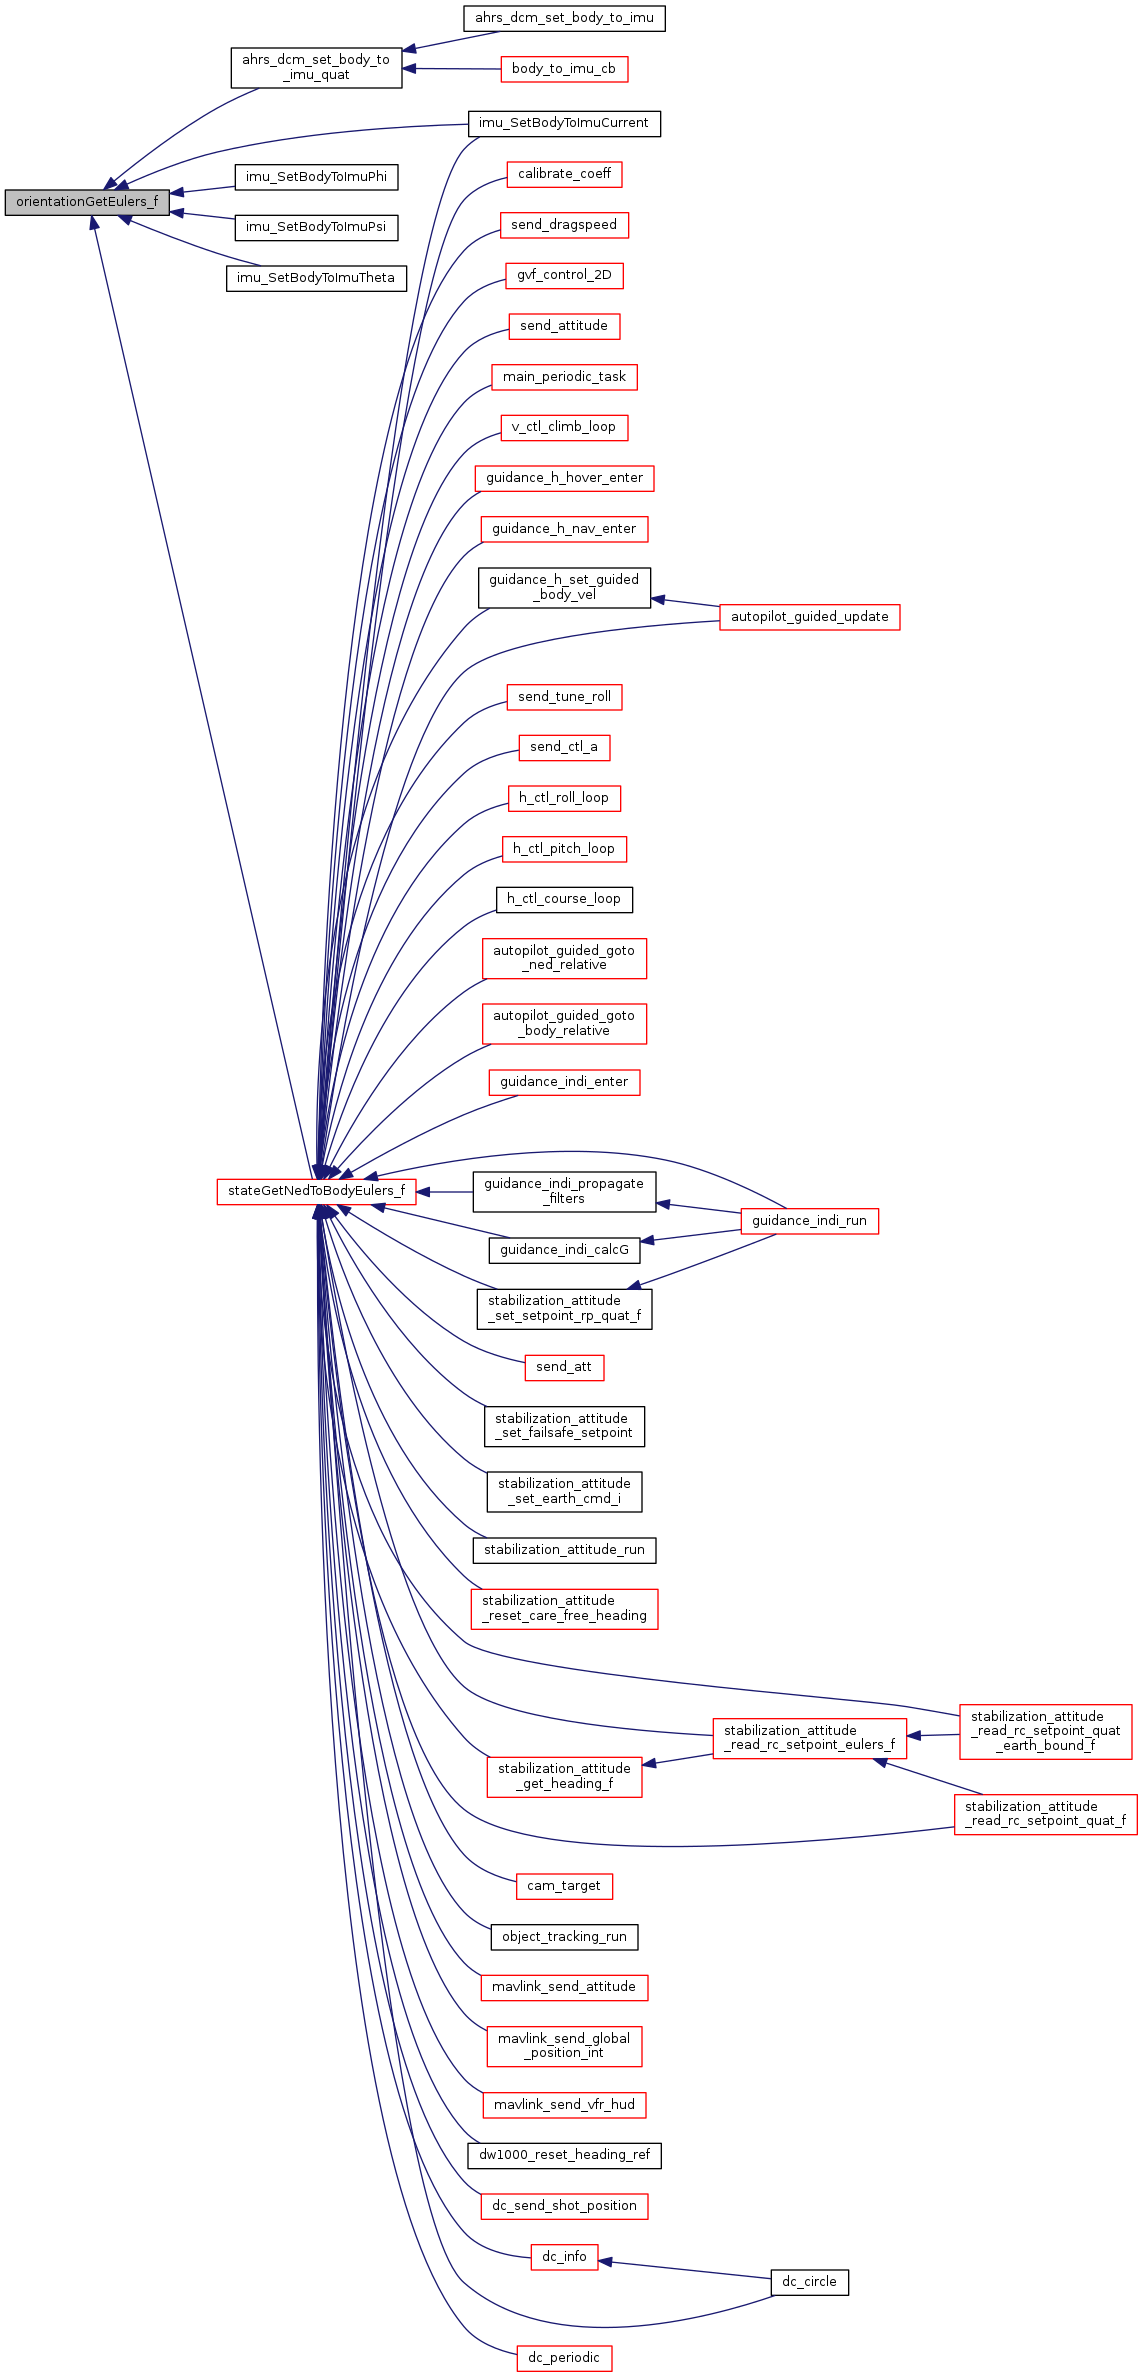 ahrs_dcm_set_body_to_imu
ahrs_dcm_set_body_to
_imu_quat
body_to_imu_cb
imu_SetBodyToImuCurrent
calibrate_coeff
imu_SetBodyToImuPhi
orientationGetEulers_f
send_dragspeed
imu_SetBodyToImuPsi
imu_SetBodyToImuTheta
gvf_control_2D
send_attitude
main_periodic_task
v_ctl_climb_loop
guidance_h_hover_enter
guidance_h_nav_enter
guidance_h_set_guided
_body_vel
autopilot_guided_update
send_tune_roll
send_ctl_a
h_ctl_roll_loop
h_ctl_pitch_loop
h_ctl_course_loop
autopilot_guided_goto
_ned_relative
autopilot_guided_goto
_body_relative
guidance_indi_enter
stateGetNedToBodyEulers_f
guidance_indi_propagate
_filters
guidance_indi_run
guidance_indi_calcG
stabilization_attitude
_set_setpoint_rp_quat_f
send_att
stabilization_attitude
_set_failsafe_setpoint
stabilization_attitude
_set_earth_cmd_i
stabilization_attitude_run
stabilization_attitude
_reset_care_free_heading
stabilization_attitude
_read_rc_setpoint_quat
_earth_bound_f
stabilization_attitude
_read_rc_setpoint_eulers_f
stabilization_attitude
_get_heading_f
stabilization_attitude
_read_rc_setpoint_quat_f
cam_target
object_tracking_run
mavlink_send_attitude
mavlink_send_global
_position_int
mavlink_send_vfr_hud
dw1000_reset_heading_ref
dc_send_shot_position
dc_info
dc_circle
dc_periodic